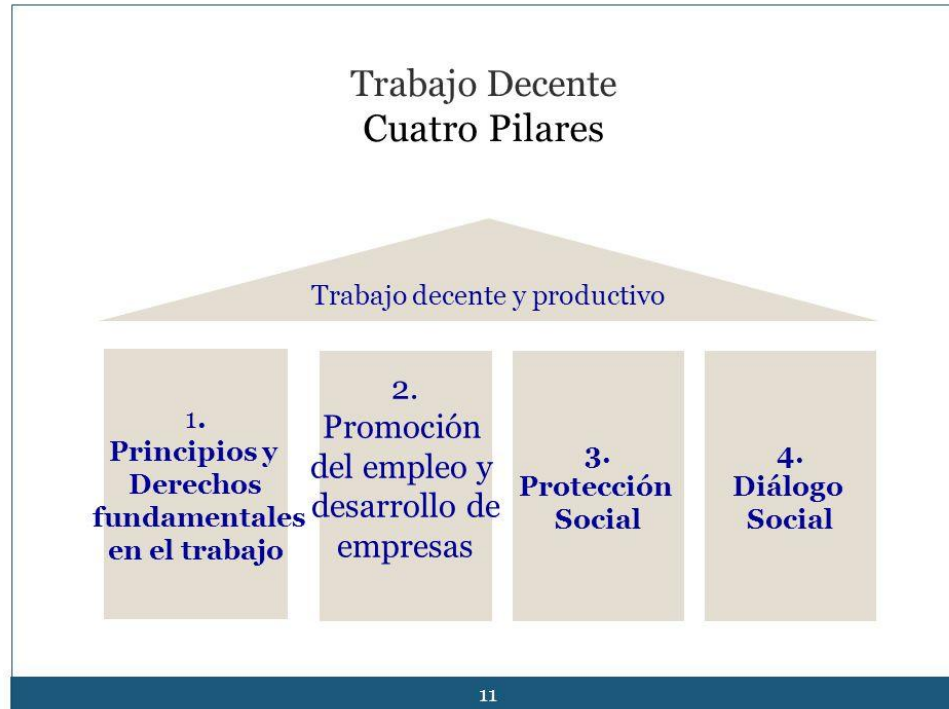 Trabajo Decente
Cuatro Pilares
Trabajo decente y productivo
1.
Principios y
Derechos
fundamentales
en el trabajo
2.
Promoción
del empleo y
desarrollo de
empresas
3.
Protección
Social
4.
Diálogo
Social
11